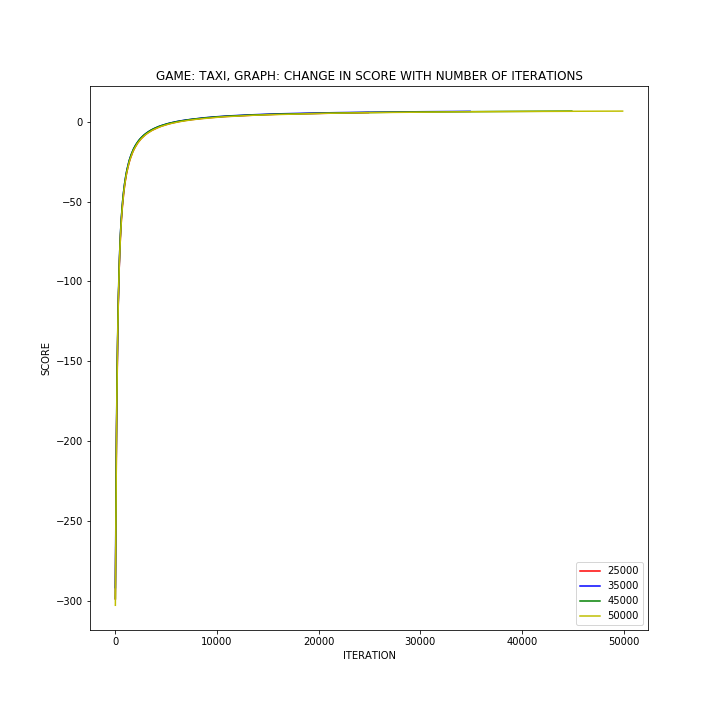 GAME: TAXI, GRAPH: CHANGE IN SCORE WITH NUMBER OF ITERATIONS
0
−50
−100
−150
−200
−250
−300
SCORE
25000
35000
45000
50000
0 10000 20000 30000 40000 50000
ITERATION